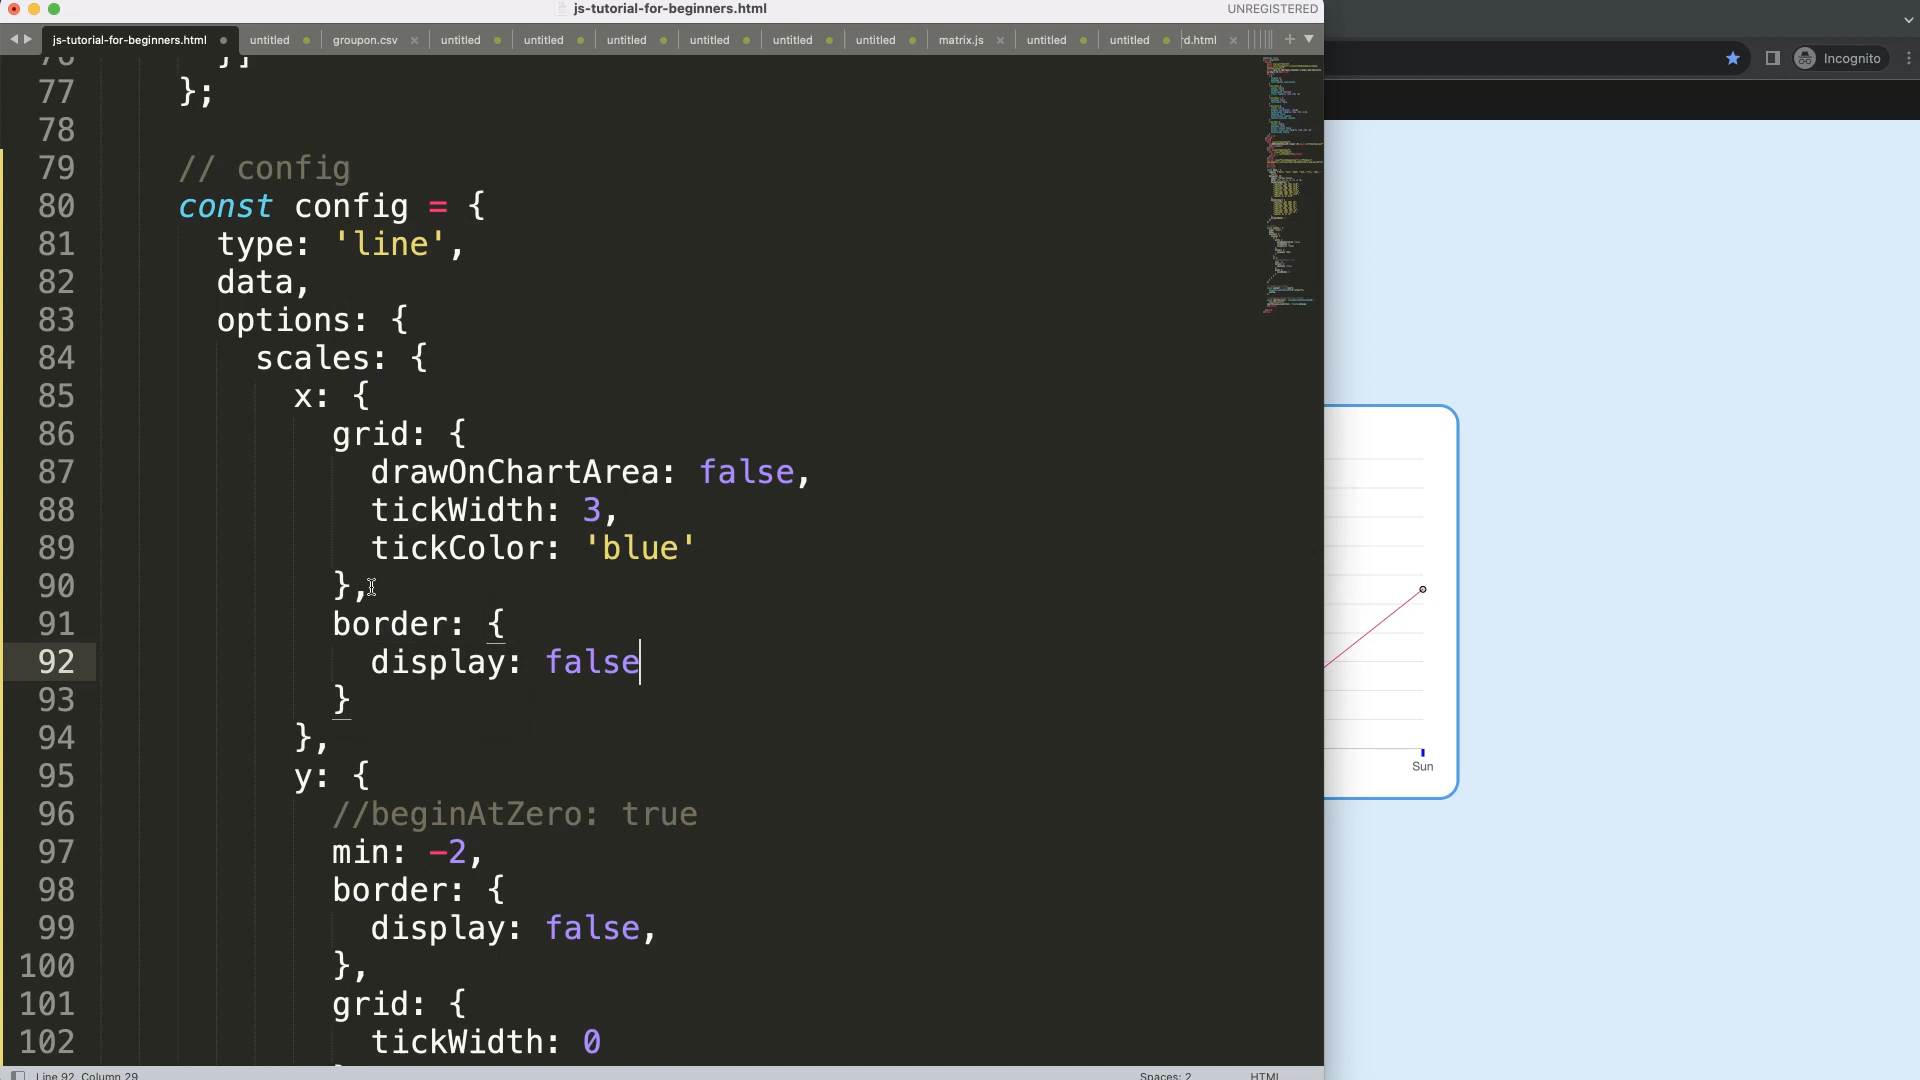 js-tutorial-for-beginners.html
UNREGISTERED
js-tutorial-for-beginners.html untitled groupon.csv untitled untitled untitled untitled untitled untitled matrix.js untitled untitled d.html
Incognito
76 }]
77 };
78
79 // config
80 const config = {
81 type: 'line',
82 data,
83 options: {
84 scales: {
85 x: {
86 grid: {
87 drawOnChartArea: false,
88 tickWidth: 3,
89 tickColor: 'blue'
90 },
91 border: {
92 display: false
93 }
94 },
95 y: {
96 //beginAtZero: true
97 min: -2,
98 border: {
99 display: false,
100 },
101 grid: {
102 tickWidth: 0
Sun
Line 92, Column 29
Spaces: 2
HTML